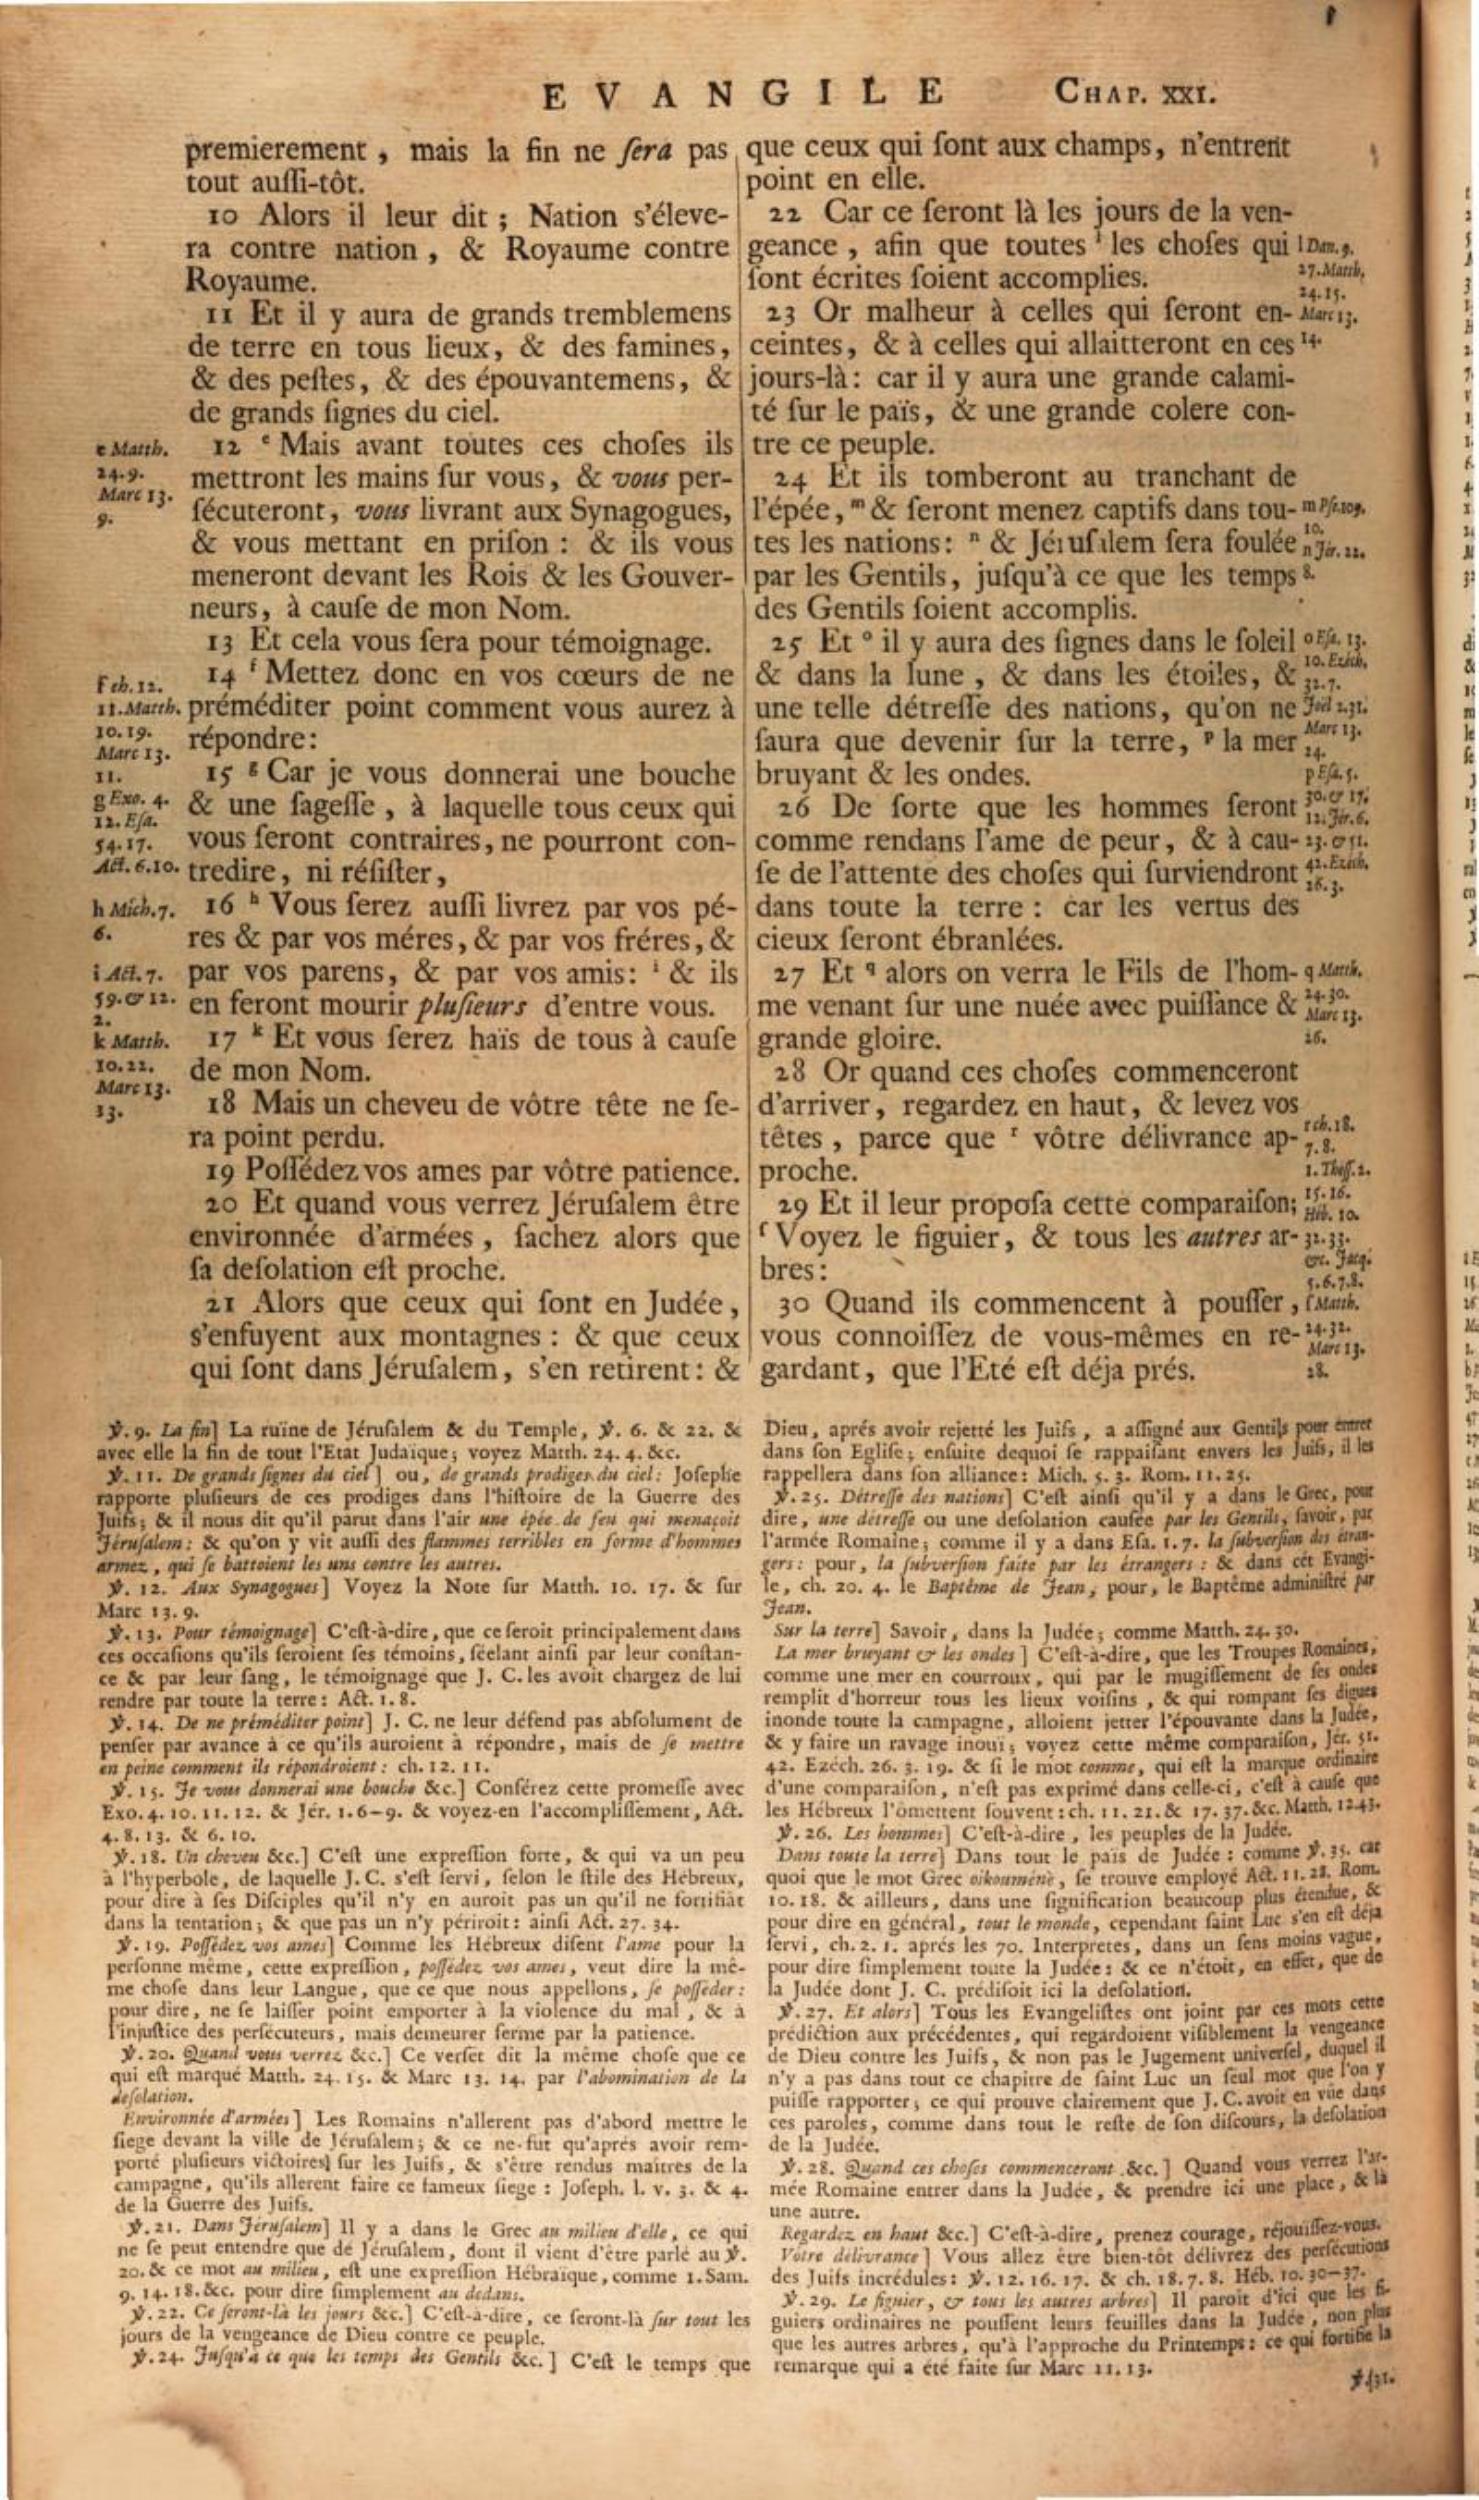 EVANGILE CHAP. XXI.
premierement, mais la fin ne ſera pas
tout auſſi-tôt.
10 Alors il leur dit; Nation s'éleve-
ra contre nation, & Royaume contre
Royaume.
11 Et il y aura de grands tremblemens
de terre en tous lieux, & des famines,
& des peſtes, & des épouvantemens, &
de grands ſignes du ciel.
12 e Mais avant toutes ces choſes ils
mettront les mains ſur vous, & vous per-
ſécuteront, vous livrant aux Synagogues,
& vous mettant en priſon: & ils vous
meneront devant les Rois & les Gouver-
neurs, à cauſe de mon Nom.
13 Et cela vous ſera pour témoignage.
14 f Mettez donc en vos cœurs de ne
préméditer point comment vous aurez à
répondre:
15 g Car je vous donnerai une bouche
& une ſageſſe, à laquelle tous ceux qui
vous ſeront contraires, ne pourront con-
tredire, ni réſiſter,
16 h Vous ſerez auſſi livrez par vos pé-
res & par vos méres, & par vos fréres, &
par vos parens, & par vos amis: i & ils
en feront mourir pluſieurs d'entre vous.
17 k Et vous ſerez haïs de tous à cauſe
de mon Nom.
18 Mais un cheveu de vôtre tête ne ſe-
ra point perdu.
19 Poſſédez vos ames par vôtre patience.
20 Et quand vous verrez Jéruſalem être
environnée d'armées, ſachez alors que
ſa deſolation eſt proche.
21 Alors que ceux qui ſont en Judée,
s'enfuyent aux montagnes: & que ceux
qui ſont dans Jéruſalem, s'en retirent: &
e Matth.
24.9.
Marc 13.
9.
f ch. 12.
11. Matth.
10.19.
Marc 13.
11.
g Exo. 4.
12. Eſa.
54.17.
Act. 6.10.
h Mich. 7.
6.
i Act. 7.
59. & 12.
2.
k Matth.
10.22.
Marc 13.
13.
que ceux qui ſont aux champs, n'entrent
point en elle.
22 Car ce ſeront là les jours de la ven-
geance, afin que toutes l les choſes qui
ſont écrites ſoient accomplies.
23 Or malheur à celles qui ſeront en-
ceintes, & à celles qui allaitteront en ces
jours-là: car il y aura une grande calami-
té ſur le païs, & une grande colere con-
tre ce peuple.
24 Et ils tomberont au tranchant de
l'épée, m & ſeront menez captifs dans tou-
tes les nations: n & Jéruſalem ſera foulée
par les Gentils, juſqu'à ce que les temps
des Gentils ſoient accomplis.
25 Et o il y aura des ſignes dans le ſoleil
& dans la lune, & dans les étoiles, &
une telle détreſſe des nations, qu'on ne
ſaura que devenir ſur la terre, p la mer
bruyant & les ondes.
26 De ſorte que les hommes ſeront
comme rendans l'ame de peur, & à cau-
ſe de l'attente des choſes qui ſurviendront
dans toute la terre: car les vertus des
cieux ſeront ébranlées.
27 Et q alors on verra le Fils de l'hom-
me venant ſur une nuée avec puiſſance &
grande gloire.
28 Or quand ces choſes commenceront
d'arriver, regardez en haut, & levez vos
têtes, parce que r vôtre délivrance ap-
proche.
29 Et il leur propoſa cette comparaiſon;
ſ Voyez le figuier, & tous les autres ar-
bres:
30 Quand ils commencent à pouſſer,
vous connoiſſez de vous-mêmes en re-
gardant, que l'Eté eſt déja prés.
l Dan. 9.
27. Matth.
24.15.
Marc 13.
14.
m Pſe. 109.
10.
n Jér. 22.
8.
o Eſa. 13.
10. Ezéch.
32.7.
Joël 2.31.
Marc 13.
24.
p Eſa. 5.
30. & 17.
12. Jér. 6.
23. & 51.
42. Ezéch.
26.3.
q Matth.
24.30.
Marc 13.
26.
r ch. 18.
7.8.
1. Theſſ. 2.
15.16.
Héb. 10.
32.33.
&c. Jacq.
5.6.7.8.
ſ Matth.
24.32.
Marc 13.
28.
℣. 9. La fin] La ruïne de Jéruſalem & du Temple, ℣. 6. & 22. &
avec elle la fin de tout l'Etat Judaïque; voyez Matth. 24. 4. &c.
℣. 11. De grands ſignes du ciel] ou, de grands prodiges du ciel: Joſephe
rapporte pluſieurs de ces prodiges dans l'hiſtoire de la Guerre des
Juifs; & il nous dit qu'il parut dans l'air une épée de feu qui menaçoit
Jéruſalem: & qu'on y vit auſſi des flammes terribles en forme d'hommes
armez, qui ſe battoient les uns contre les autres.
℣. 12. Aux Synagogues] Voyez la Note ſur Matth. 10. 17. & ſur
Marc 13. 9.
℣. 13. Pour témoignage] C'eſt-à-dire, que ce ſeroit principalement dans
ces occaſions qu'ils ſeroient ſes témoins, ſéelant ainſi par leur conſtan-
ce & par leur ſang, le témoignage que J. C. les avoit chargez de lui
rendre par toute la terre: Act. 1. 8.
℣. 14. De ne préméditer point] J. C. ne leur défend pas abſolument de
penſer par avance à ce qu'ils auroient à répondre, mais de ſe mettre
en peine comment ils répondroient: ch. 12. 11.
℣. 15. Je vous donnerai une bouche &c.] Conférez cette promeſſe avec
Exo. 4. 10. 11. 12. & Jér. 1. 6-9. & voyez-en l'accompliſſement, Act.
4. 8. 13. & 6. 10.
℣. 18. Un cheveu &c.] C'eſt une expreſſion forte, & qui va un peu
à l'hyperbole, de laquelle J. C. s'eſt ſervi, ſelon le ſtile des Hébreux,
pour dire à ſes Diſciples qu'il n'y en auroit pas un qu'il ne fortifiât
dans la tentation; & que pas un n'y périroit: ainſi Act. 27. 34.
℣. 19. Poſſédez vos ames] Comme les Hébreux diſent l'ame pour la
perſonne même, cette expreſſion, poſſédez vos ames, veut dire la mê-
me choſe dans leur Langue, que ce que nous appellons, ſe poſſeder:
pour dire, ne ſe laiſſer point emporter à la violence du mal, & à
l'injuſtice des perſécuteurs, mais demeurer ferme par la patience.
℣. 20. Quand vous verrez &c.] Ce verſet dit la même choſe que ce
qui eſt marqué Matth. 24. 15. & Marc 13. 14. par l'abomination de la
deſolation.
Environnée d'armées] Les Romains n'allerent pas d'abord mettre le
ſiege devant la ville de Jéruſalem; & ce ne fut qu'aprés avoir rem-
porté pluſieurs victoires ſur les Juifs, & s'être rendus maîtres de la
campagne, qu'ils allerent faire ce fameux ſiege: Joſeph. l. v. 3. & 4.
de la Guerre des Juifs.
℣. 21. Dans Jéruſalem] Il y a dans le Grec au milieu d'elle, ce qui
ne ſe peut entendre que de Jéruſalem, dont il vient d'être parlé au ℣.
20. & ce mot au milieu, eſt une expreſſion Hébraïque, comme 1. Sam.
9. 14. 18. &c. pour dire ſimplement au dedans.
℣. 22. Ce ſeront-là les jours &c.] C'eſt-à-dire, ce ſeront-là ſur tout les
jours de la vengeance de Dieu contre ce peuple.
℣. 24. Juſqu'à ce que les temps des Gentils &c.] C'eſt le temps que
Dieu, aprés avoir rejetté les Juifs, a aſſigné aux Gentils pour entrer
dans ſon Egliſe; enſuite dequoi ſe rappaiſant envers les Juifs, il les
rappellera dans ſon alliance: Mich. 5. 3. Rom. 11. 25.
℣. 25. Détreſſe des nations] C'eſt ainſi qu'il y a dans le Grec, pour
dire, une détreſſe ou une deſolation cauſée par les Gentils, ſavoir, par
l'armée Romaine; comme il y a dans Eſa. 1. 7. la ſubverſion des étran-
gers: pour, la ſubverſion faite par les étrangers: & dans cét Evangi-
le, ch. 20. 4. le Baptême de Jean, pour, le Baptême adminiſtré par
Jean.
Sur la terre] Savoir, dans la Judée; comme Matth. 24. 30.
La mer bruyant & les ondes] C'eſt-à-dire, que les Troupes Romaines,
comme une mer en courroux, qui par le mugiſſement de ſes ondes
remplit d'horreur tous les lieux voiſins, & qui rompant ſes digues
inonde toute la campagne, alloient jetter l'épouvante dans la Judée,
& y faire un ravage inouï; voyez cette même comparaiſon, Jér. 51.
42. Ezéch. 26. 3. 19. & ſi le mot comme, qui eſt la marque ordinaire
d'une comparaiſon, n'eſt pas exprimé dans celle-ci, c'eſt à cauſe que
les Hébreux l'omettent ſouvent: ch. 11. 21. & 17. 37. &c. Matth. 12.43.
℣. 26. Les hommes] C'eſt-à-dire, les peuples de la Judée.
Dans toute la terre] Dans tout le païs de Judée: comme ℣. 35. car
quoi que le mot Grec oikouménè, ſe trouve employé Act. 11. 28. Rom.
10. 18. & ailleurs, dans une ſignification beaucoup plus étendue, &
pour dire en général, tout le monde, cependant ſaint Luc s'en eſt déja
ſervi, ch. 2. 1. aprés les 70. Interpretes, dans un ſens moins vague,
pour dire ſimplement toute la Judée: & ce n'étoit, en effet, que de
la Judée dont J. C. prédiſoit ici la deſolation.
℣. 27. Et alors] Tous les Evangeliſtes ont joint par ces mots cette
prédiction aux précédentes, qui regardoient viſiblement la vengeance
de Dieu contre les Juifs, & non pas le Jugement univerſel, duquel il
n'y a pas dans tout ce chapitre de ſaint Luc un ſeul mot que l'on y
puiſſe rapporter; ce qui prouve clairement que J. C. avoit en vûe dans
ces paroles, comme dans tout le reſte de ſon diſcours, la deſolation
de la Judée.
℣. 28. Quand ces choſes commenceront &c.] Quand vous verrez l'ar-
mée Romaine entrer dans la Judée, & prendre ici une place, & là
une autre.
Regardez en haut &c.] C'eſt-à-dire, prenez courage, réjouïſſez-vous.
Vôtre délivrance] Vous allez être bien-tôt délivrez des perſécutions
des Juifs incrédules: ℣. 12. 16. 17. & ch. 18. 7. 8. Héb. 10. 30-37.
℣. 29. Le figuier, & tous les autres arbres] Il paroît d'ici que les fi-
guiers ordinaires ne pouſſent leurs feuilles dans la Judée, non plus
que les autres arbres, qu'à l'approche du Printemps: ce qui fortifie la
remarque qui a été faite ſur Marc 11. 13.
℣. 31.